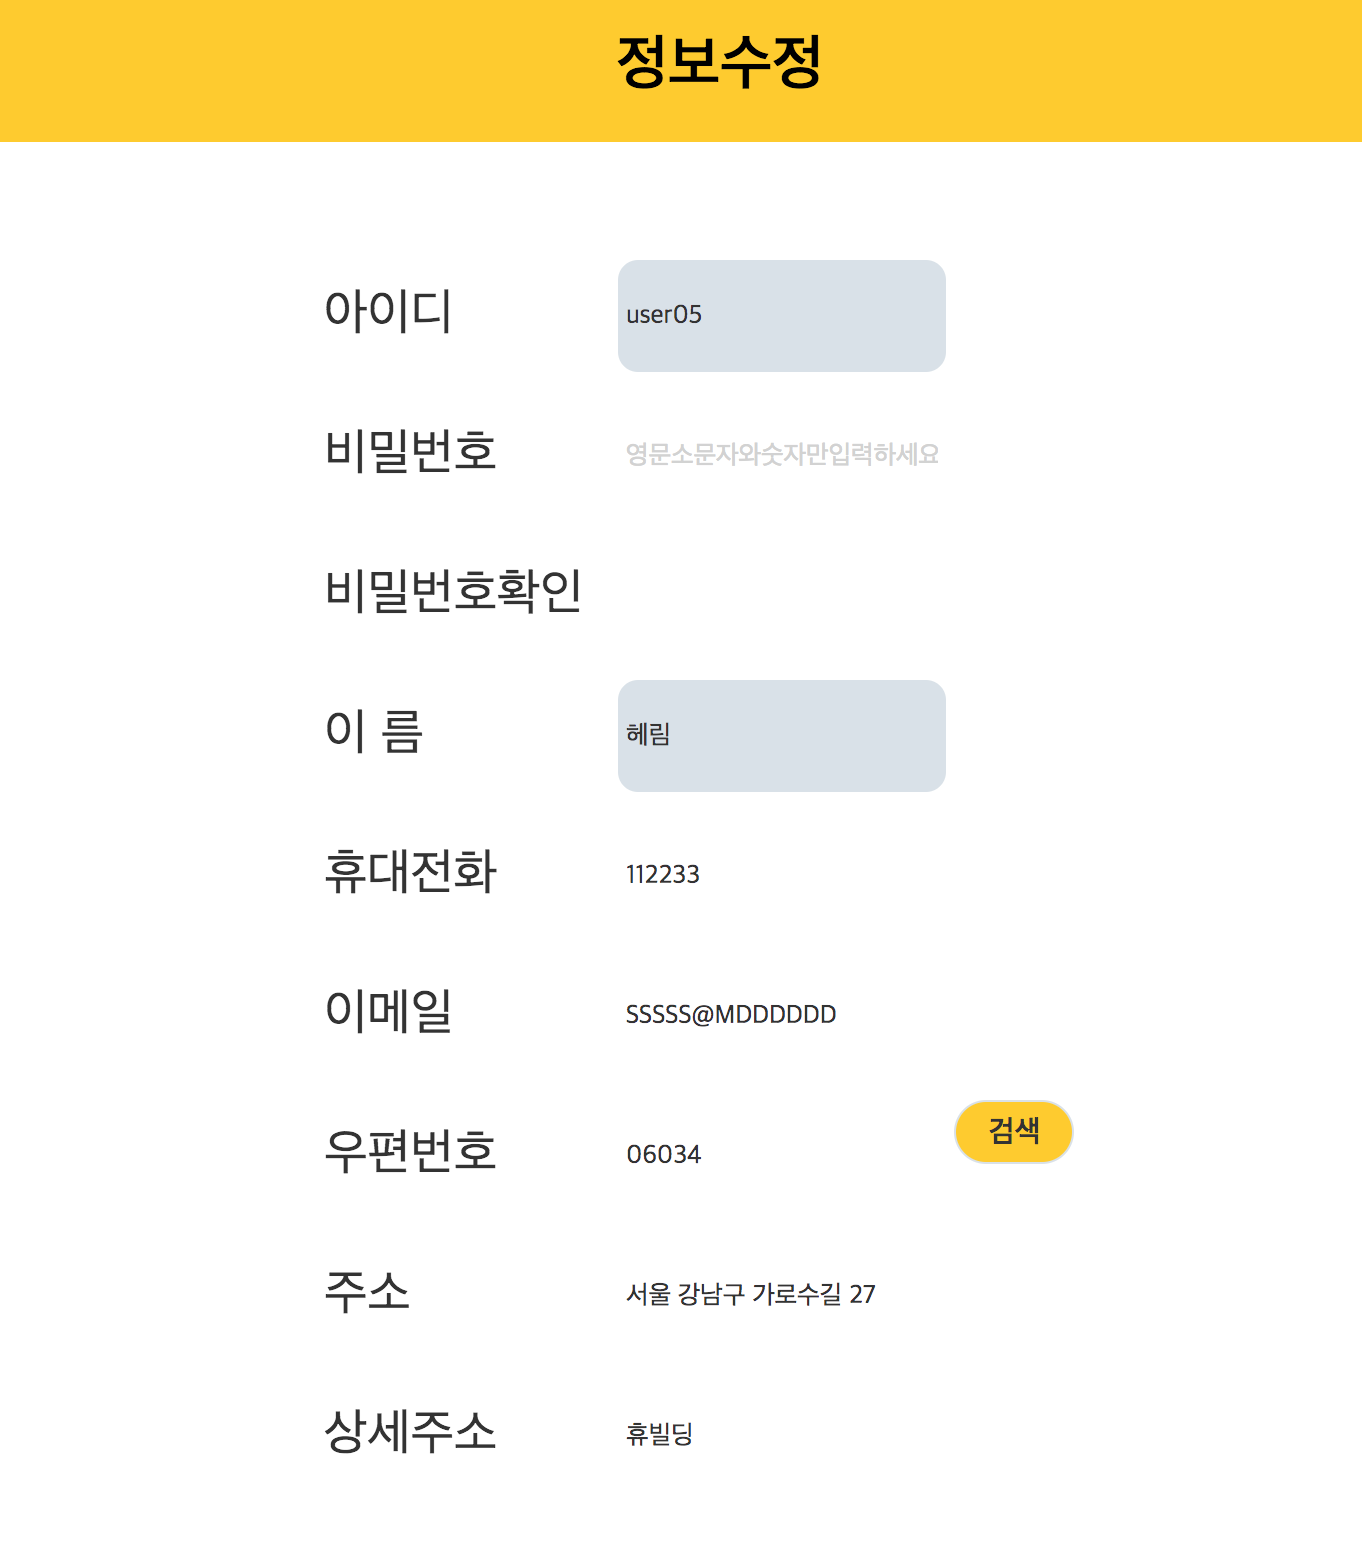 정보수정
아이디 user05
비밀번호 영문소문자와숫자만입력하세요
비밀번호확인
이 름 헤림
휴대전화 112233
이메일 SSSSS@MDDDDDD
우편번호 06034 검색
주소 서울 강남구 가로수길 27
상세주소 휴빌딩